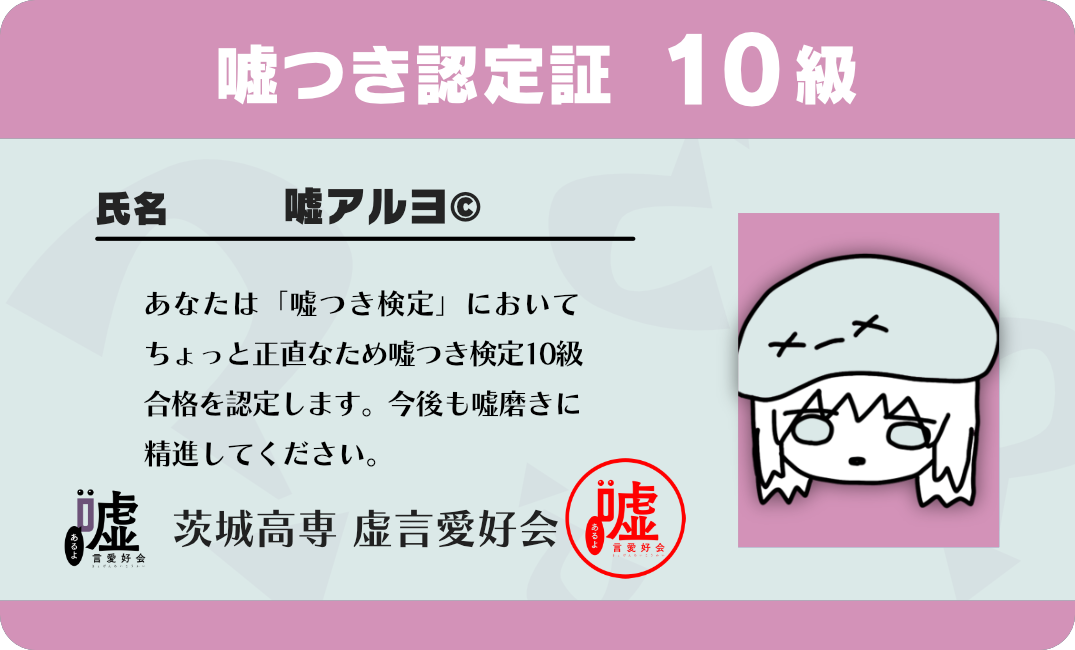 嘘つき認定証 10級
氏名 嘘アルヨ©
あなたは「嘘つき検定」において
ちょっと正直なため嘘つき検定10級
合格を認定します。今後も嘘磨きに
精進してください。
嘘
あるよ
言愛好会
茨城高専 虚言愛好会
嘘
あるよ
言愛好会